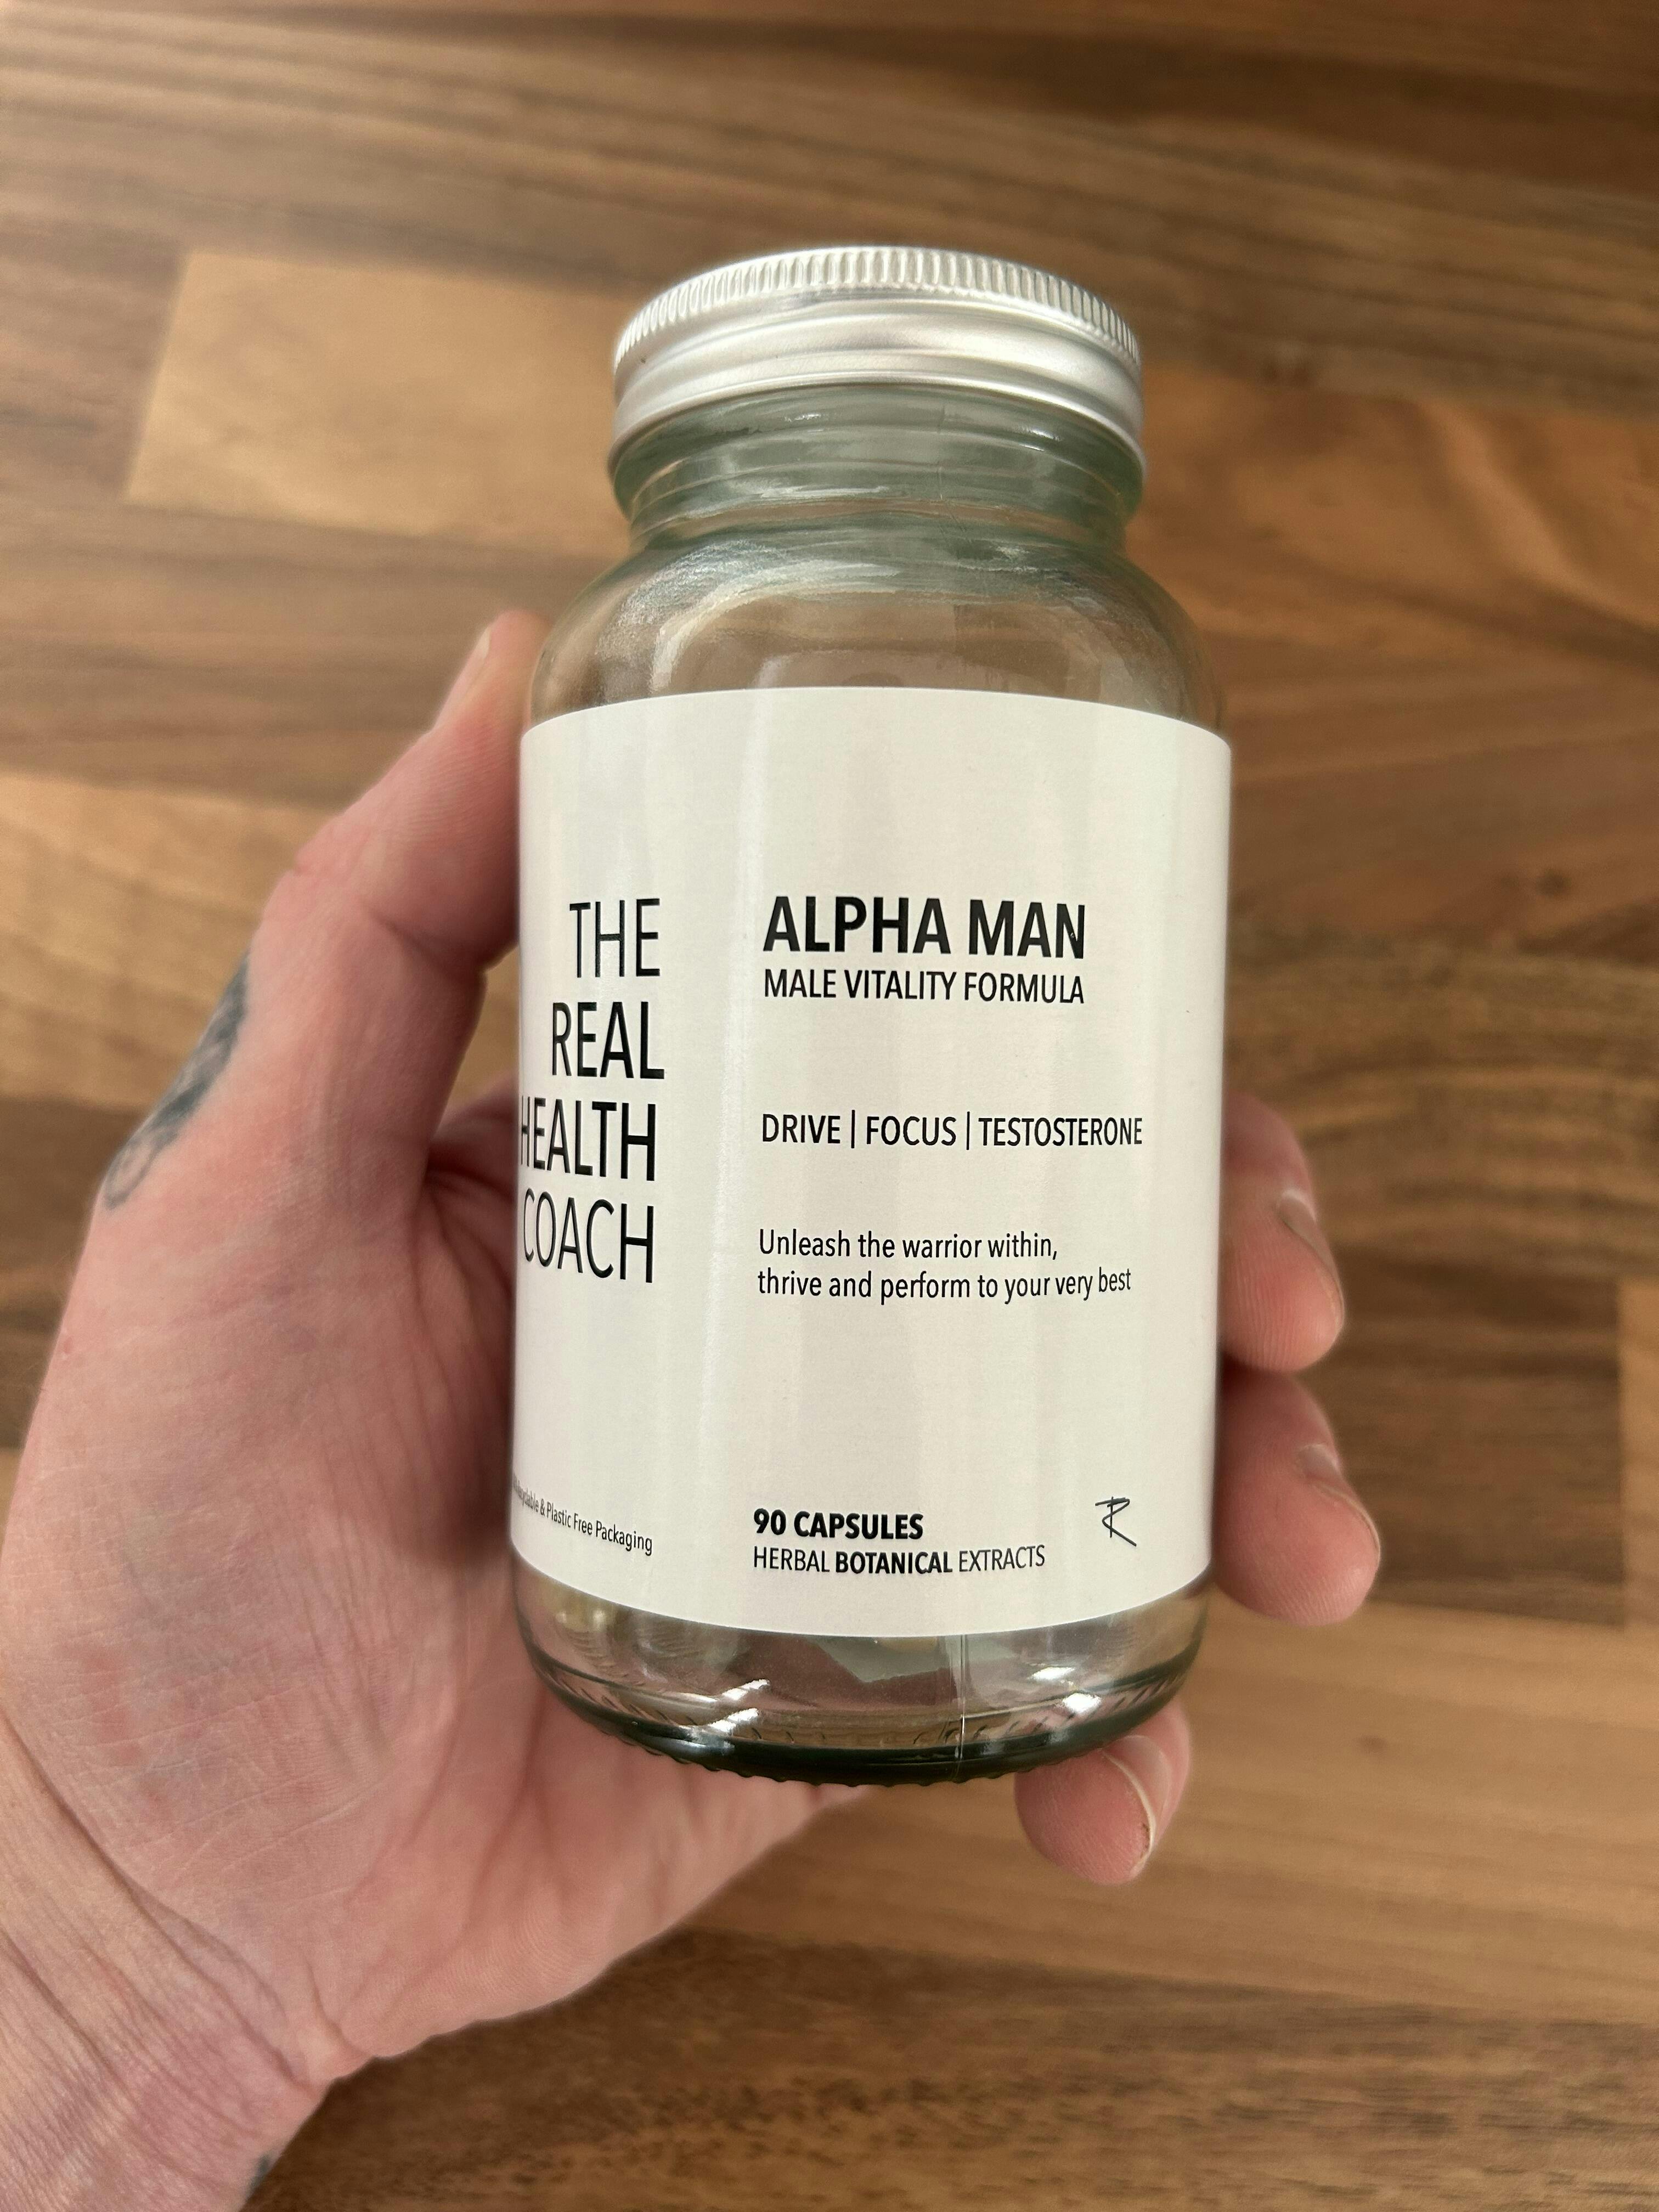 THE
REAL
HEALTH
COACH
ALPHA MAN
MALE VITALITY FORMULA
DRIVE | FOCUS | TESTOSTERONE
Unleash the warrior within,
thrive and perform to your very best
& Plastic Free Packaging
90 CAPSULES
HERBAL BOTANICAL EXTRACTS
R